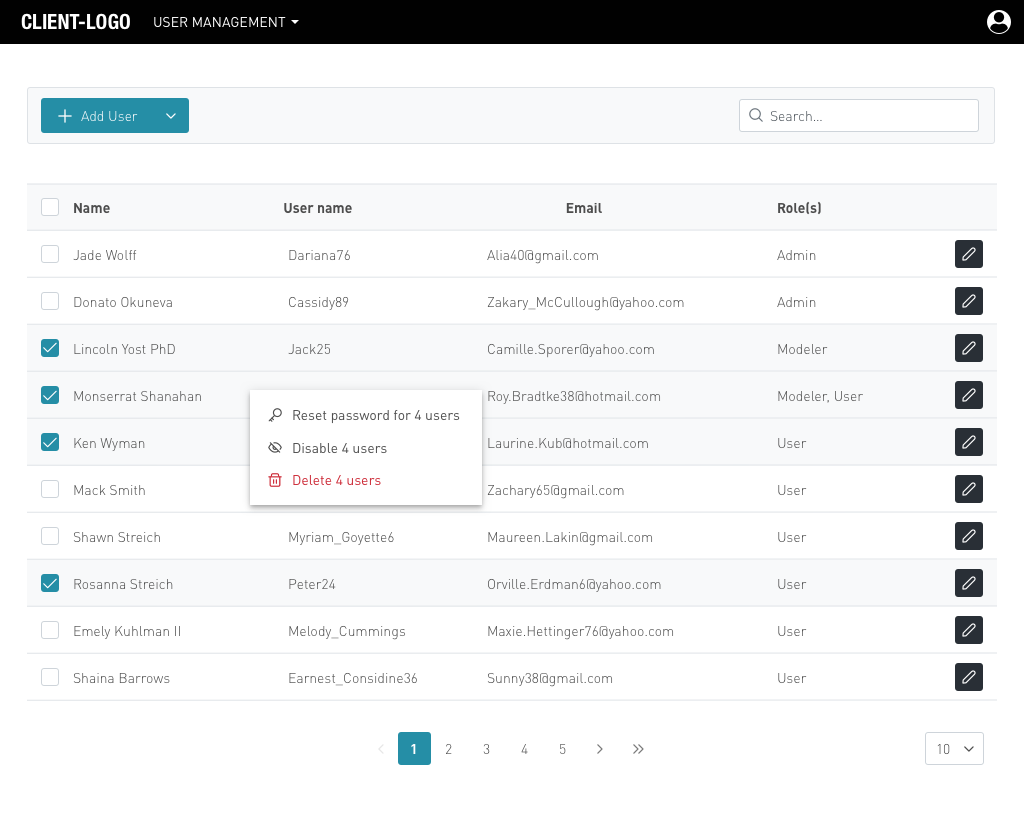 CLIENT-LOGO USER MANAGEMENT
Add User Search...
Name User name Email Role(s)
Jade Wolff Dariana76 Alia40@gmail.com Admin
Donato Okuneva Cassidy89 Zakary_McCullough@yahoo.com Admin
Lincoln Yost PhD Jack25 Camille.Sporer@yahoo.com Modeler
Monserrat Shanahan Roy.Bradtke38@hotmail.com Modeler, User
Reset password for 4 users
Ken Wyman Laurine.Kub@hotmail.com User
Disable 4 users
Delete 4 users
Mack Smith Zachary65@gmail.com User
Shawn Streich Myriam_Goyette6 Maureen.Lakin@gmail.com User
Rosanna Streich Peter24 Orville.Erdman6@yahoo.com User
Emely Kuhlman II Melody_Cummings Maxie.Hettinger76@yahoo.com User
Shaina Barrows Earnest_Considine36 Sunny38@gmail.com User
1 2 3 4 5 10